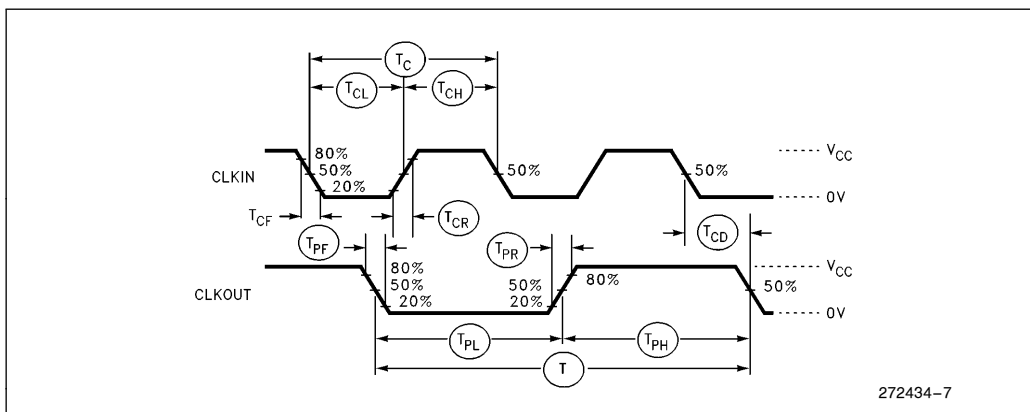 T_C
T_CL T_CH
80% V_CC
CLKIN 50% 50% 50%
20% 0V
T_CF T_CR T_CD
T_PF T_PR
80% 80% V_CC
CLKOUT 50% 50% 50%
20% 20% 0V
T_PL T_PH
T
272434–7